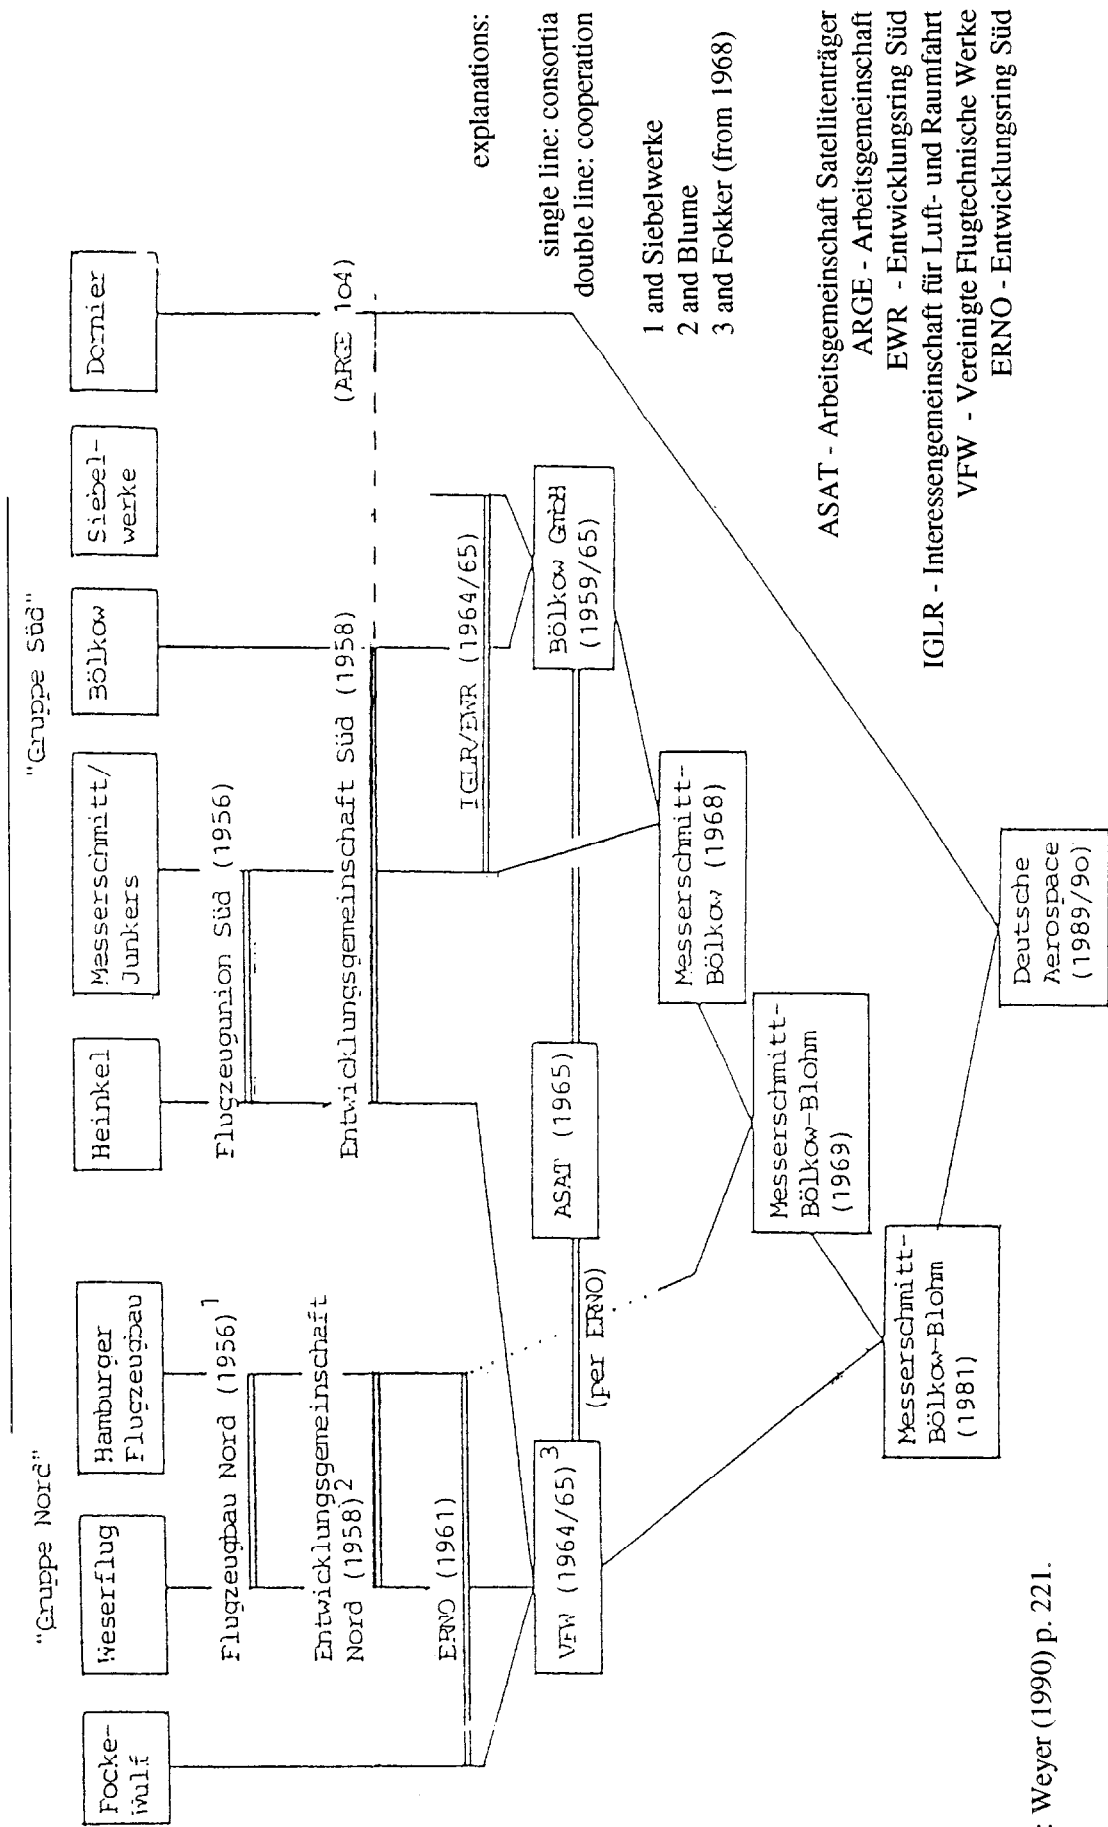 "Gruppe Nord"
"Gruppe Süd"
Focke-
Wulf
Weserflug
Hamburger
Flugzeugbau
Heinkel
Messerschmitt/
Junkers
Bölkow
Siebel-
werke
Dornier
Flugzeugbau Nord (1956)1
Flugzeugunion Süd (1956)
Entwicklungsgemeinschaft
Nord (1958)2
Entwicklungsgemeinschaft Süd (1958)
(ARGE 104)
ERNO (1961)
IGLR/EWR (1964/65)
VFW (1964/65)3
(per ERNO)
ASAT (1965)
Bölkow GmbH
(1959/65)
Messerschmitt-
Bölkow (1968)
Messerschmitt-
Bölkow-Blohm
(1969)
Messerschmitt-
Bölkow-Blohm
(1981)
Deutsche
Aerospace
(1989/90)
explanations:
single line: consortia
double line: cooperation
1 and Siebelwerke
2 and Blume
3 and Fokker (from 1968)
ASAT - Arbeitsgemeinschaft Satellitenträger
ARGE - Arbeitsgemeinschaft
EWR - Entwicklungsring Süd
IGLR - Interessengemeinschaft für Luft- und Raumfahrt
VFW - Vereinigte Flugtechnische Werke
ERNO - Entwicklungsring Süd
: Weyer (1990) p. 221.